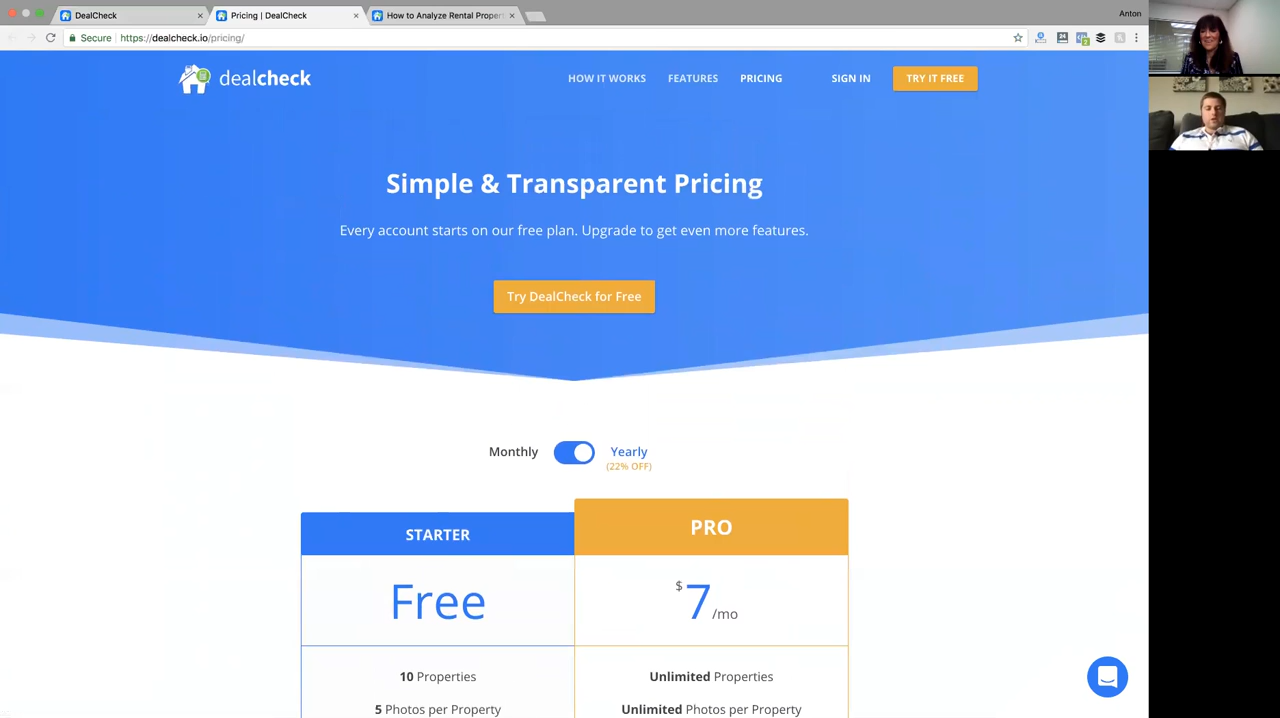 DealCheck
Pricing | DealCheck
How to Analyze Rental Propert
Anton
Secure
https://dealcheck.io/pricing/
24
2
dealcheck
HOW IT WORKS
FEATURES
PRICING
SIGN IN
TRY IT FREE
Simple & Transparent Pricing
Every account starts on our free plan. Upgrade to get even more features.
Try DealCheck for Free
Monthly
Yearly
(22% OFF)
STARTER
PRO
Free
$7/mo
10 Properties
Unlimited Properties
5 Photos per Property
Unlimited Photos per Property